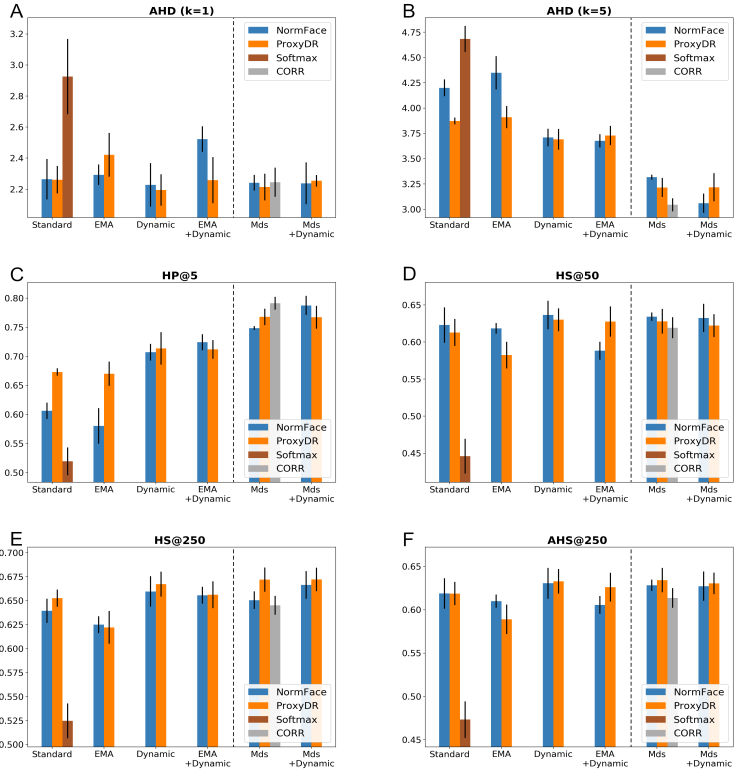 A
AHD (k=1)
3.2
3.0
2.8
2.6
2.4
2.2
NormFace
ProxyDR
Softmax
CORR
Standard
EMA
Dynamic
EMA
+Dynamic
Mds
Mds
+Dynamic
B
AHD (k=5)
4.75
4.50
4.25
4.00
3.75
3.50
3.25
3.00
NormFace
ProxyDR
Softmax
CORR
Standard
EMA
Dynamic
EMA
+Dynamic
Mds
Mds
+Dynamic
C
HP@5
0.80
0.75
0.70
0.65
0.60
0.55
0.50
NormFace
ProxyDR
Softmax
CORR
Standard
EMA
Dynamic
EMA
+Dynamic
Mds
Mds
+Dynamic
D
HS@50
0.65
0.60
0.55
0.50
0.45
NormFace
ProxyDR
Softmax
CORR
Standard
EMA
Dynamic
EMA
+Dynamic
Mds
Mds
+Dynamic
E
HS@250
0.700
0.675
0.650
0.625
0.600
0.575
0.550
0.525
0.500
NormFace
ProxyDR
Softmax
CORR
Standard
EMA
Dynamic
EMA
+Dynamic
Mds
Mds
+Dynamic
F
AHS@250
0.65
0.60
0.55
0.50
0.45
NormFace
ProxyDR
Softmax
CORR
Standard
EMA
Dynamic
EMA
+Dynamic
Mds
Mds
+Dynamic